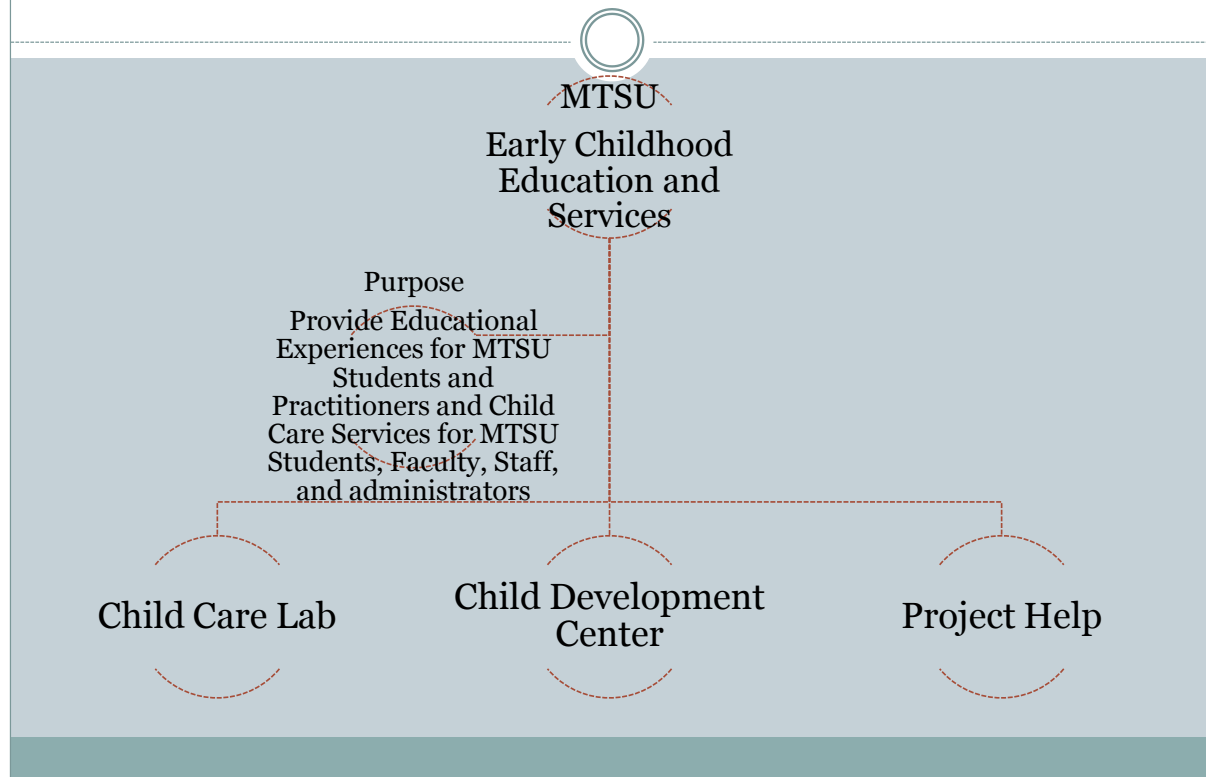 MTSU
Early Childhood
Education and
Services
Purpose
Provide Educational
Experiences for MTSU
Students and
Practitioners and Child
Care Services for MTSU
Students, Faculty, Staff,
and administrators
Child Care Lab
Child Development
Center
Project Help